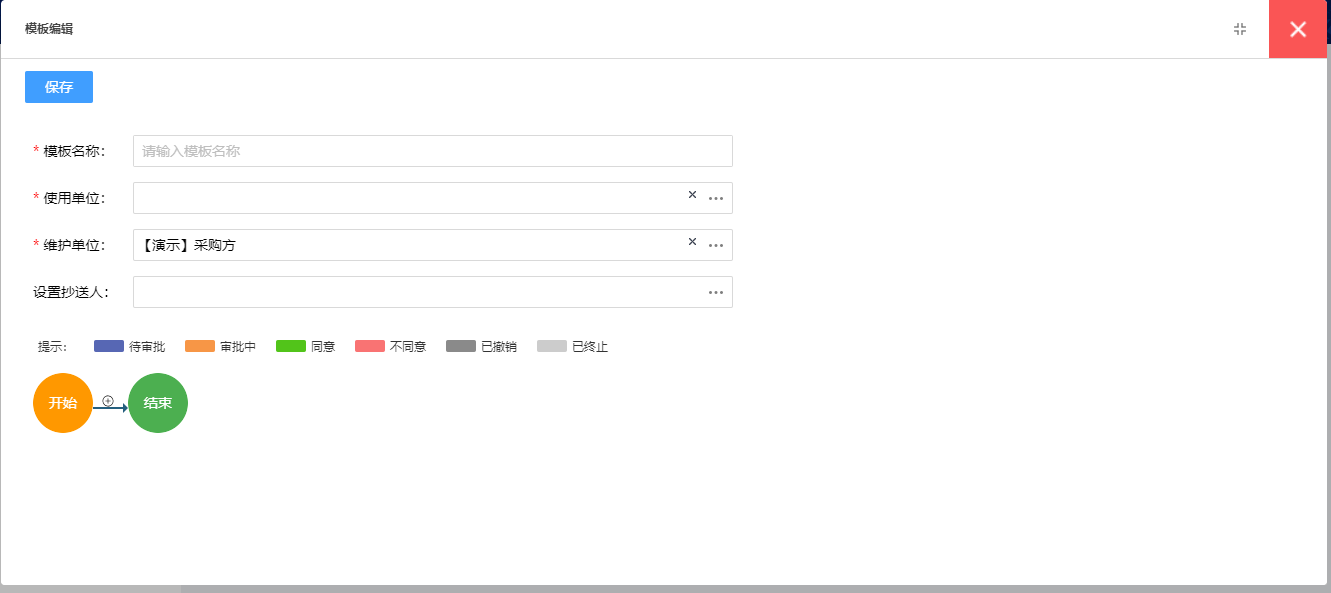 模板编辑
保存
* 模板名称: 请输入模板名称
* 使用单位:
* 维护单位: 【演示】采购方
设置抄送人:
提示: 待审批 审批中 同意 不同意 已撤销 已终止
开始 结束